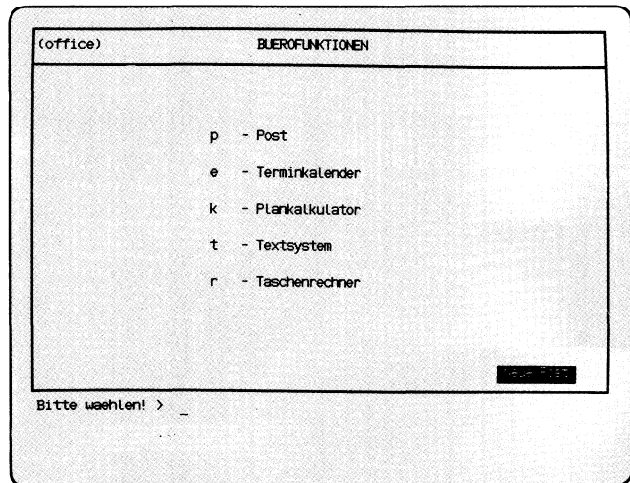 (office) BUEROFUNKTIONEN
p - Post
e - Terminkalender
k - Plankalkulator
t - Textsystem
r - Taschenrechner
Bitte waehlen! > _